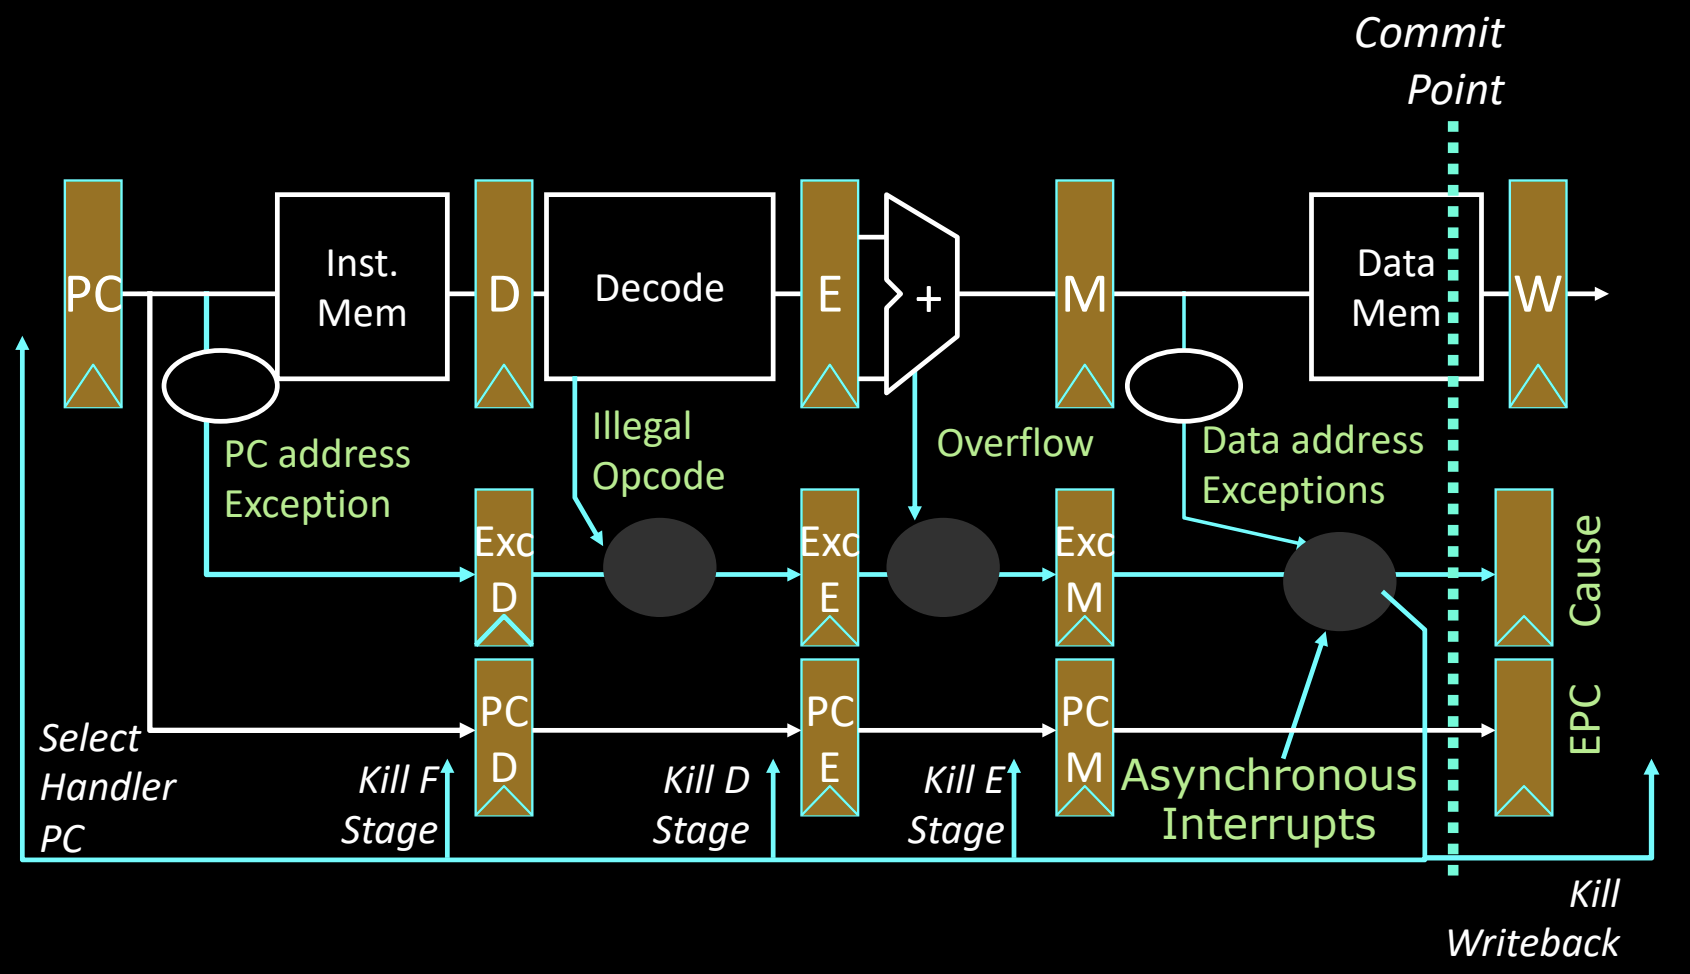 Commit
Point
PC
Inst.
Mem
D
Decode
E
+
M
Data
Mem
W
PC address
Exception
Illegal
Opcode
Overflow
Data address
Exceptions
Exc
D
Exc
E
Exc
M
Cause
PC
D
PC
E
PC
M
EPC
Select
Handler
PC
Kill F
Stage
Kill D
Stage
Kill E
Stage
Asynchronous
Interrupts
Kill
Writeback